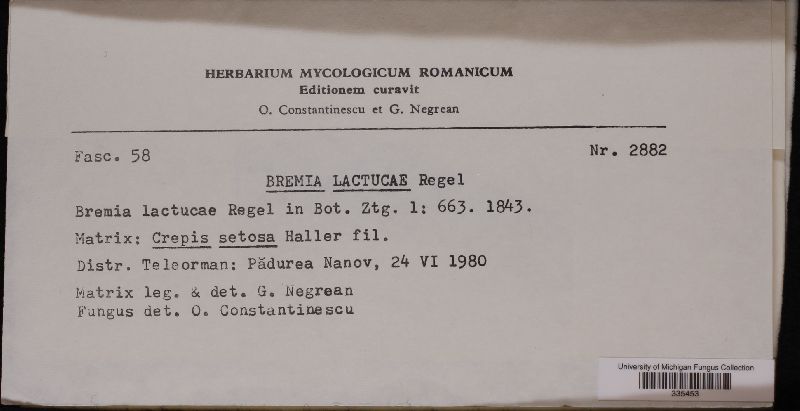 HERBARIUM MYCOLOGICUM ROMANICUM
Editionem curavit
O. Constantinescu et G. Negrean
Fasc. 58
Nr. 2882
BREMIA LACTUCAE Regel
Bremia lactucae Regel in Bot. Ztg. 1: 663. 1843.
Matrix: Crepis setosa Haller fil.
Distr. Teleorman: Pădurea Nanov, 24 VI 1980
Matrix leg. & det. G. Negrean
Fungus det. O. Constantinescu
University of Michigan Fungus Collection
335453